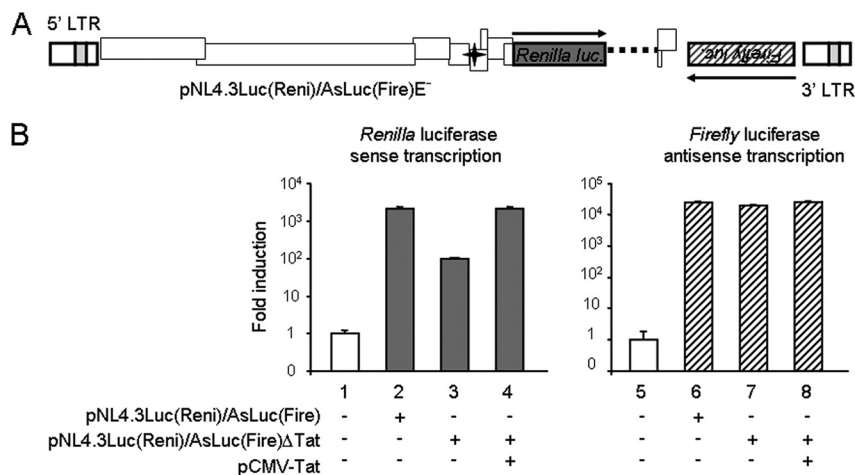 A
5' LTR
Renilla luc.
Firefly luc.
pNL4.3Luc(Reni)/AsLuc(Fire)E-
3' LTR
B
Renilla luciferase
sense transcription
Firefly luciferase
antisense transcription
Fold induction
10⁴
10³
10²
10
1
0
10⁵
10⁴
10³
10²
10
1
0
1 2 3 4 5 6 7 8
pNL4.3Luc(Reni)/AsLuc(Fire) - + - - - + - -
pNL4.3Luc(Reni)/AsLuc(Fire)ΔTat - - + + - - + +
pCMV-Tat - - - + - - - +